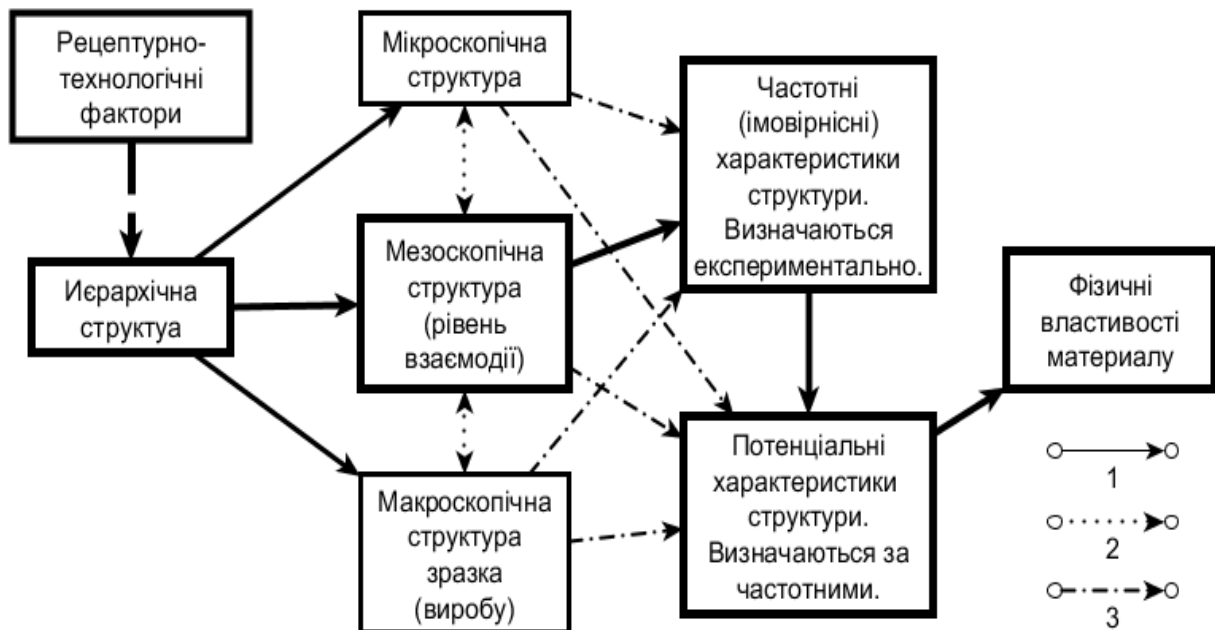 Рецептурно-
технологічні
фактори
Мікроскопічна
структура
Частотні
(імовірнісні)
характеристики
структури.
Визначаються
експериментально.
Иєрархічна
структуа
Мезоскопічна
структура
(рівень
взаємодії)
Фізичні
властивості
матеріалу
Макроскопічна
структура
зразка
(виробу)
Потенціальні
характеристики
структури.
Визначаються за
частотними.
1
2
3